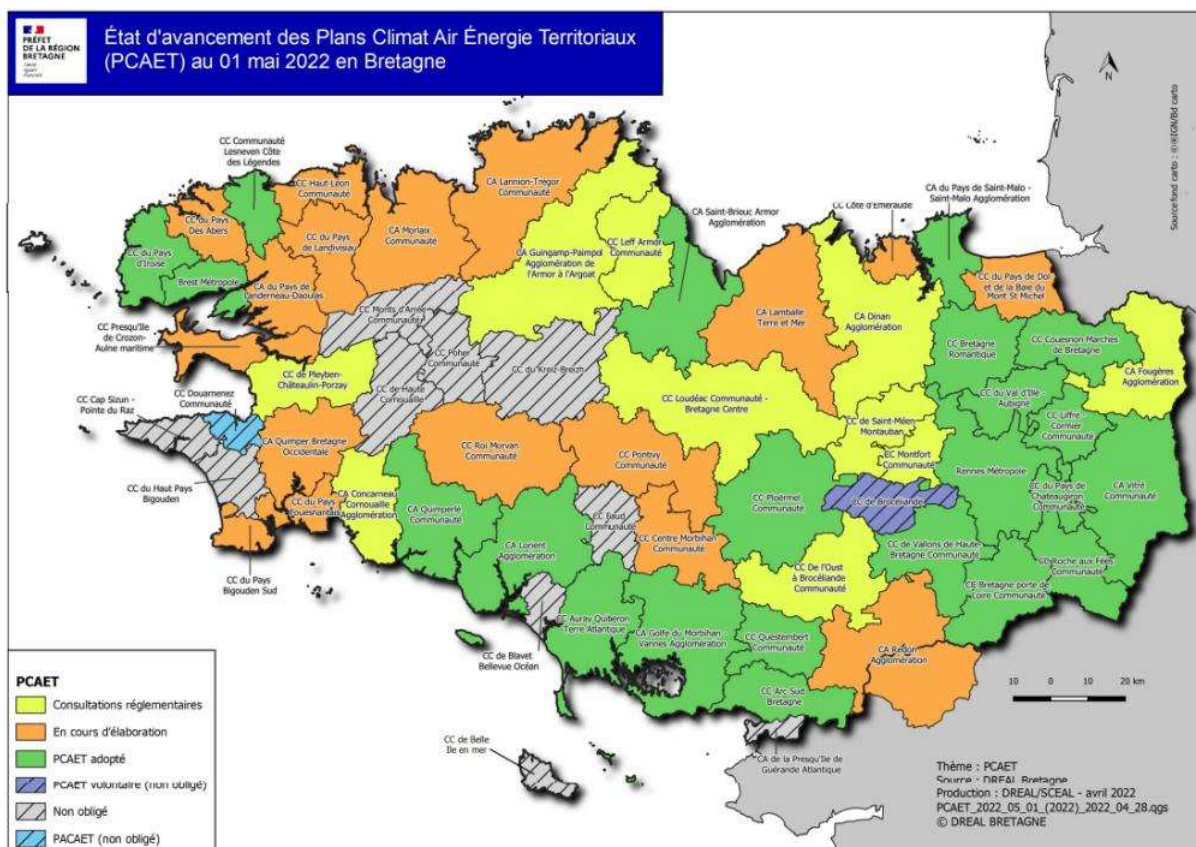 PRÉFET
DE LA RÉGION
BRETAGNE
État d'avancement des Plans Climat Air Énergie Territoriaux
(PCAET) au 01 mai 2022 en Bretagne
N
Source fond carto : ©®IGN/Bd carto
CC Communauté
Lesneven Côte
des Légendes
CC Haut-Léon
Communauté
CA Lannion-Trégor
Communauté
CC du Pays
Des Abers
CC du Pays
de Landivisiau
CA Morlaix
Communauté
CC du Pays
d'Iroise
Brest Métropole
CA du Pays de
Landerneau-Daoulas
CA Guingamp-Paimpol
Agglomération de
l'Armor à l'Argoat
CC Leff Armor
Communauté
CA Saint-Brieuc Armor
Agglomération
CC Côte d'Emeraude
CA du Pays de Saint-Malo -
Saint-Malo Agglomération
CC du Pays de Dol
et de la Baie du
Mont St Michel
CA Lamballe
Terre et Mer
CA Dinan
Agglomération
CC Bretagne
Romantique
CC Couesnon Marches
de Bretagne
CA Fougères
Agglomération
CC Presqu'Ile
de Crozon-
Aulne maritime
CC Monts d'Arrée
Communauté
CC Poher
Communauté
CC du Kreiz-Breizh
CC de Pleyben-
Châteaulin-Porzay
CC de Haute
Cornouaille
CC Loudéac Communauté -
Bretagne Centre
CC de Saint-Méen
Montauban
CC du Val d'Ille -
Aubigné
CC Liffré
Cormier
Communauté
CC Montfort
Communauté
CC Cap Sizun -
Pointe du Raz
CC Douarnenez
Communauté
CA Quimper Bretagne
Occidentale
CC Roi Morvan
Communauté
CC Pontivy
Communauté
CC Ploërmel
Communauté
CC de Brocéliande
Rennes Métropole
CC du Pays de
Chateaugiron
Communauté
CA Vitré
Communauté
CC du Haut Pays
Bigouden
CC du Pays
Fouesnantais
CA Concarneau
Cornouaille
Agglomération
CA Quimperlé
Communauté
CA Lorient
Agglomération
CC Baud
Communauté
CC Centre Morbihan
Communauté
CC De l'Oust
à Brocéliande
Communauté
CC de Vallons de Haute-
Bretagne Communauté
CC Roche aux Fées
Communauté
CC Bretagne porte de
Loire Communauté
CC du Pays
Bigouden Sud
CC de Blavet
Bellevue Océan
CC Auray Quiberon
Terre Atlantique
CA Golfe du Morbihan -
Vannes Agglomération
CC Questembert
Communauté
CA Redon
Agglomération
CC Arc Sud
Bretagne
CC de Belle
Ile en mer
CA de la Presqu'Ile de
Guérande Atlantique
10 0 10 20 km
PCAET
Consultations réglementaires
En cours d'élaboration
PCAET adopté
PCAET volontaire (non obligé)
Non obligé
PACAET (non obligé)
Thème : PCAET
Source : DREAL Bretagne
Production : DREAL/SCEAL - avril 2022
PCAET_2022_05_01_(2022)_2022_04_28.qgs
© DREAL BRETAGNE